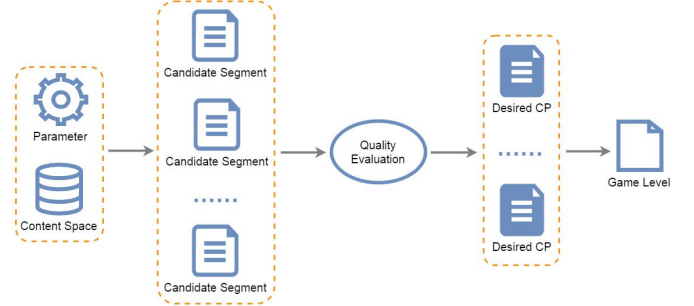 Parameter
Content Space
Candidate Segment
Candidate Segment
......
Candidate Segment
Quality
Evaluation
Desired CP
......
Desired CP
Game Level